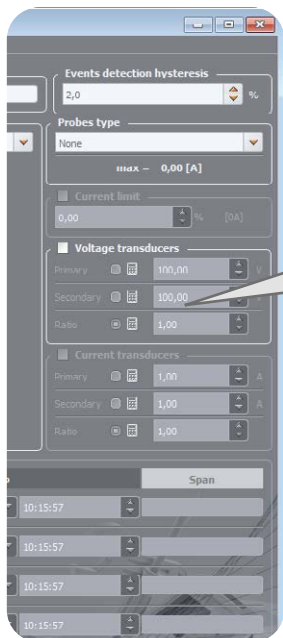 Events detection hysteresis
2,0 %
Probes type
None
max = 0,00 [A]
Current limit
0,00 % [0A]
Voltage transducers
Primary 100,00 V
Secondary 100,00
Ratio 1,00
Current transducers
Primary 1,00 A
Secondary 1,00 A
Ratio 1,00
Span
10:15:57
10:15:57
10:15:57
10:15:57